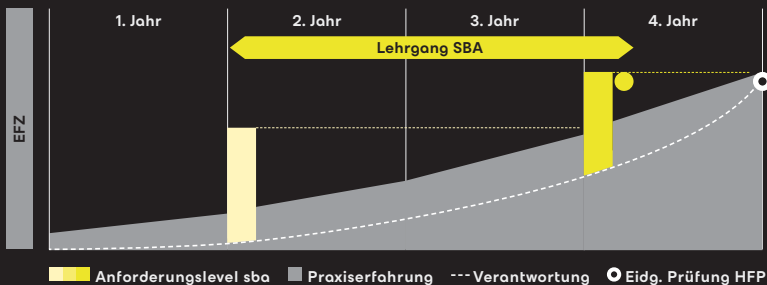 1. Jahr 2. Jahr 3. Jahr 4. Jahr
Lehrgang SBA
EFZ
Anforderungslevel sba Praxiserfahrung Verantwortung Eidg. Prüfung HFP